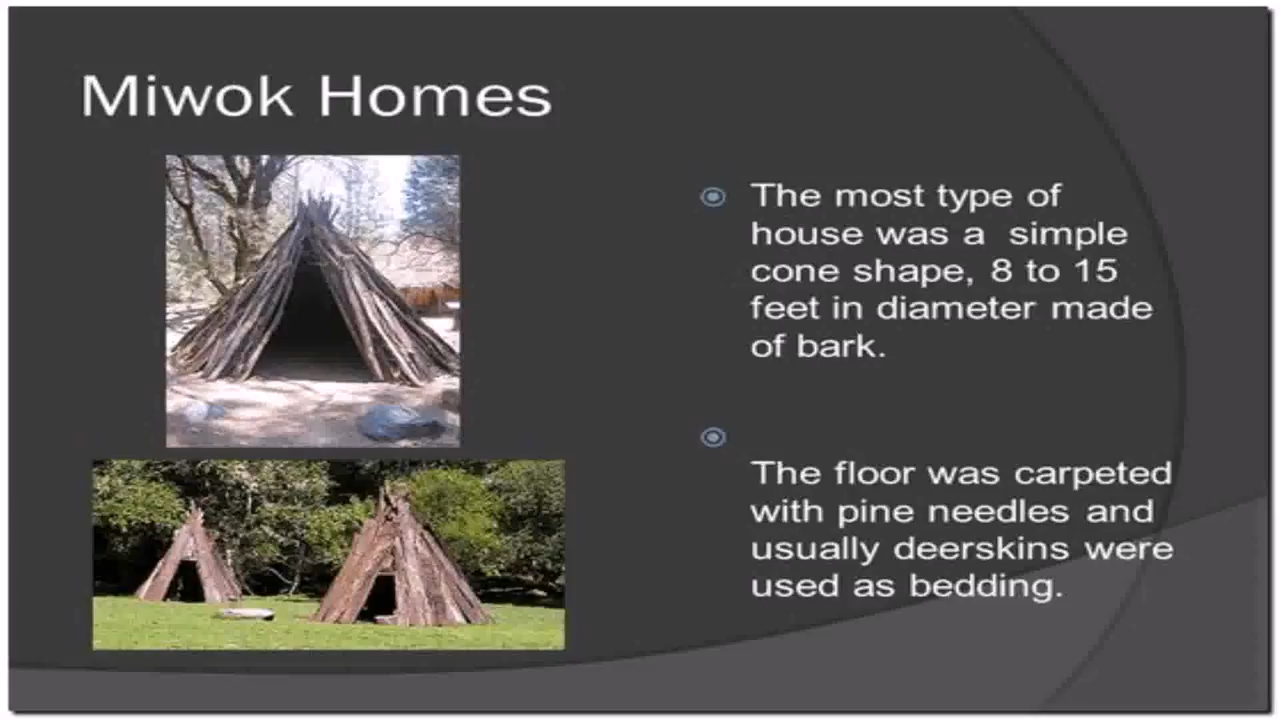 Miwok Homes
The most type of
house was a simple
cone shape, 8 to 15
feet in diameter made
of bark.
The floor was carpeted
with pine needles and
usually deerskins were
used as bedding.